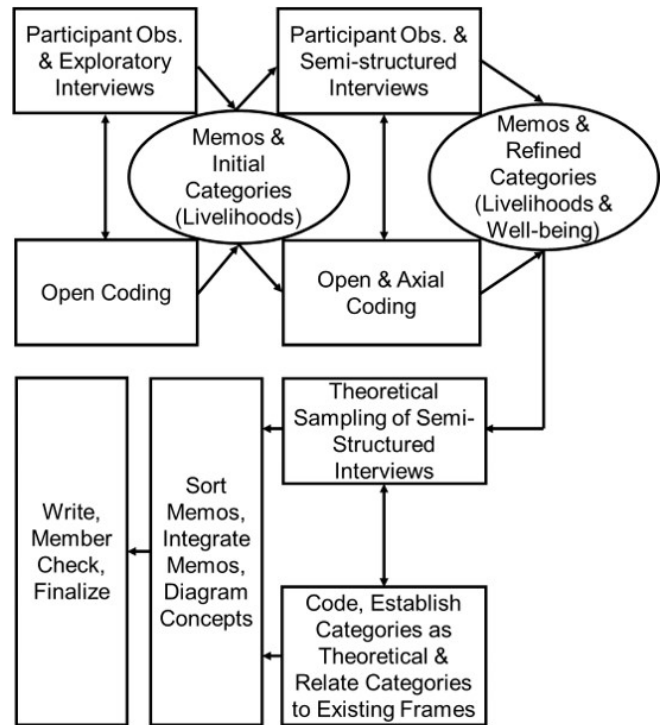 Participant Obs.
& Exploratory
Interviews
Participant Obs. &
Semi-structured
Interviews
Memos &
Initial
Categories
(Livelihoods)
Memos &
Refined
Categories
(Livelihoods &
Well-being)
Open Coding
Open & Axial
Coding
Theoretical
Sampling of Semi-
Structured
Interviews
Write,
Member
Check,
Finalize
Sort
Memos,
Integrate
Memos,
Diagram
Concepts
Code, Establish
Categories as
Theoretical &
Relate Categories
to Existing Frames